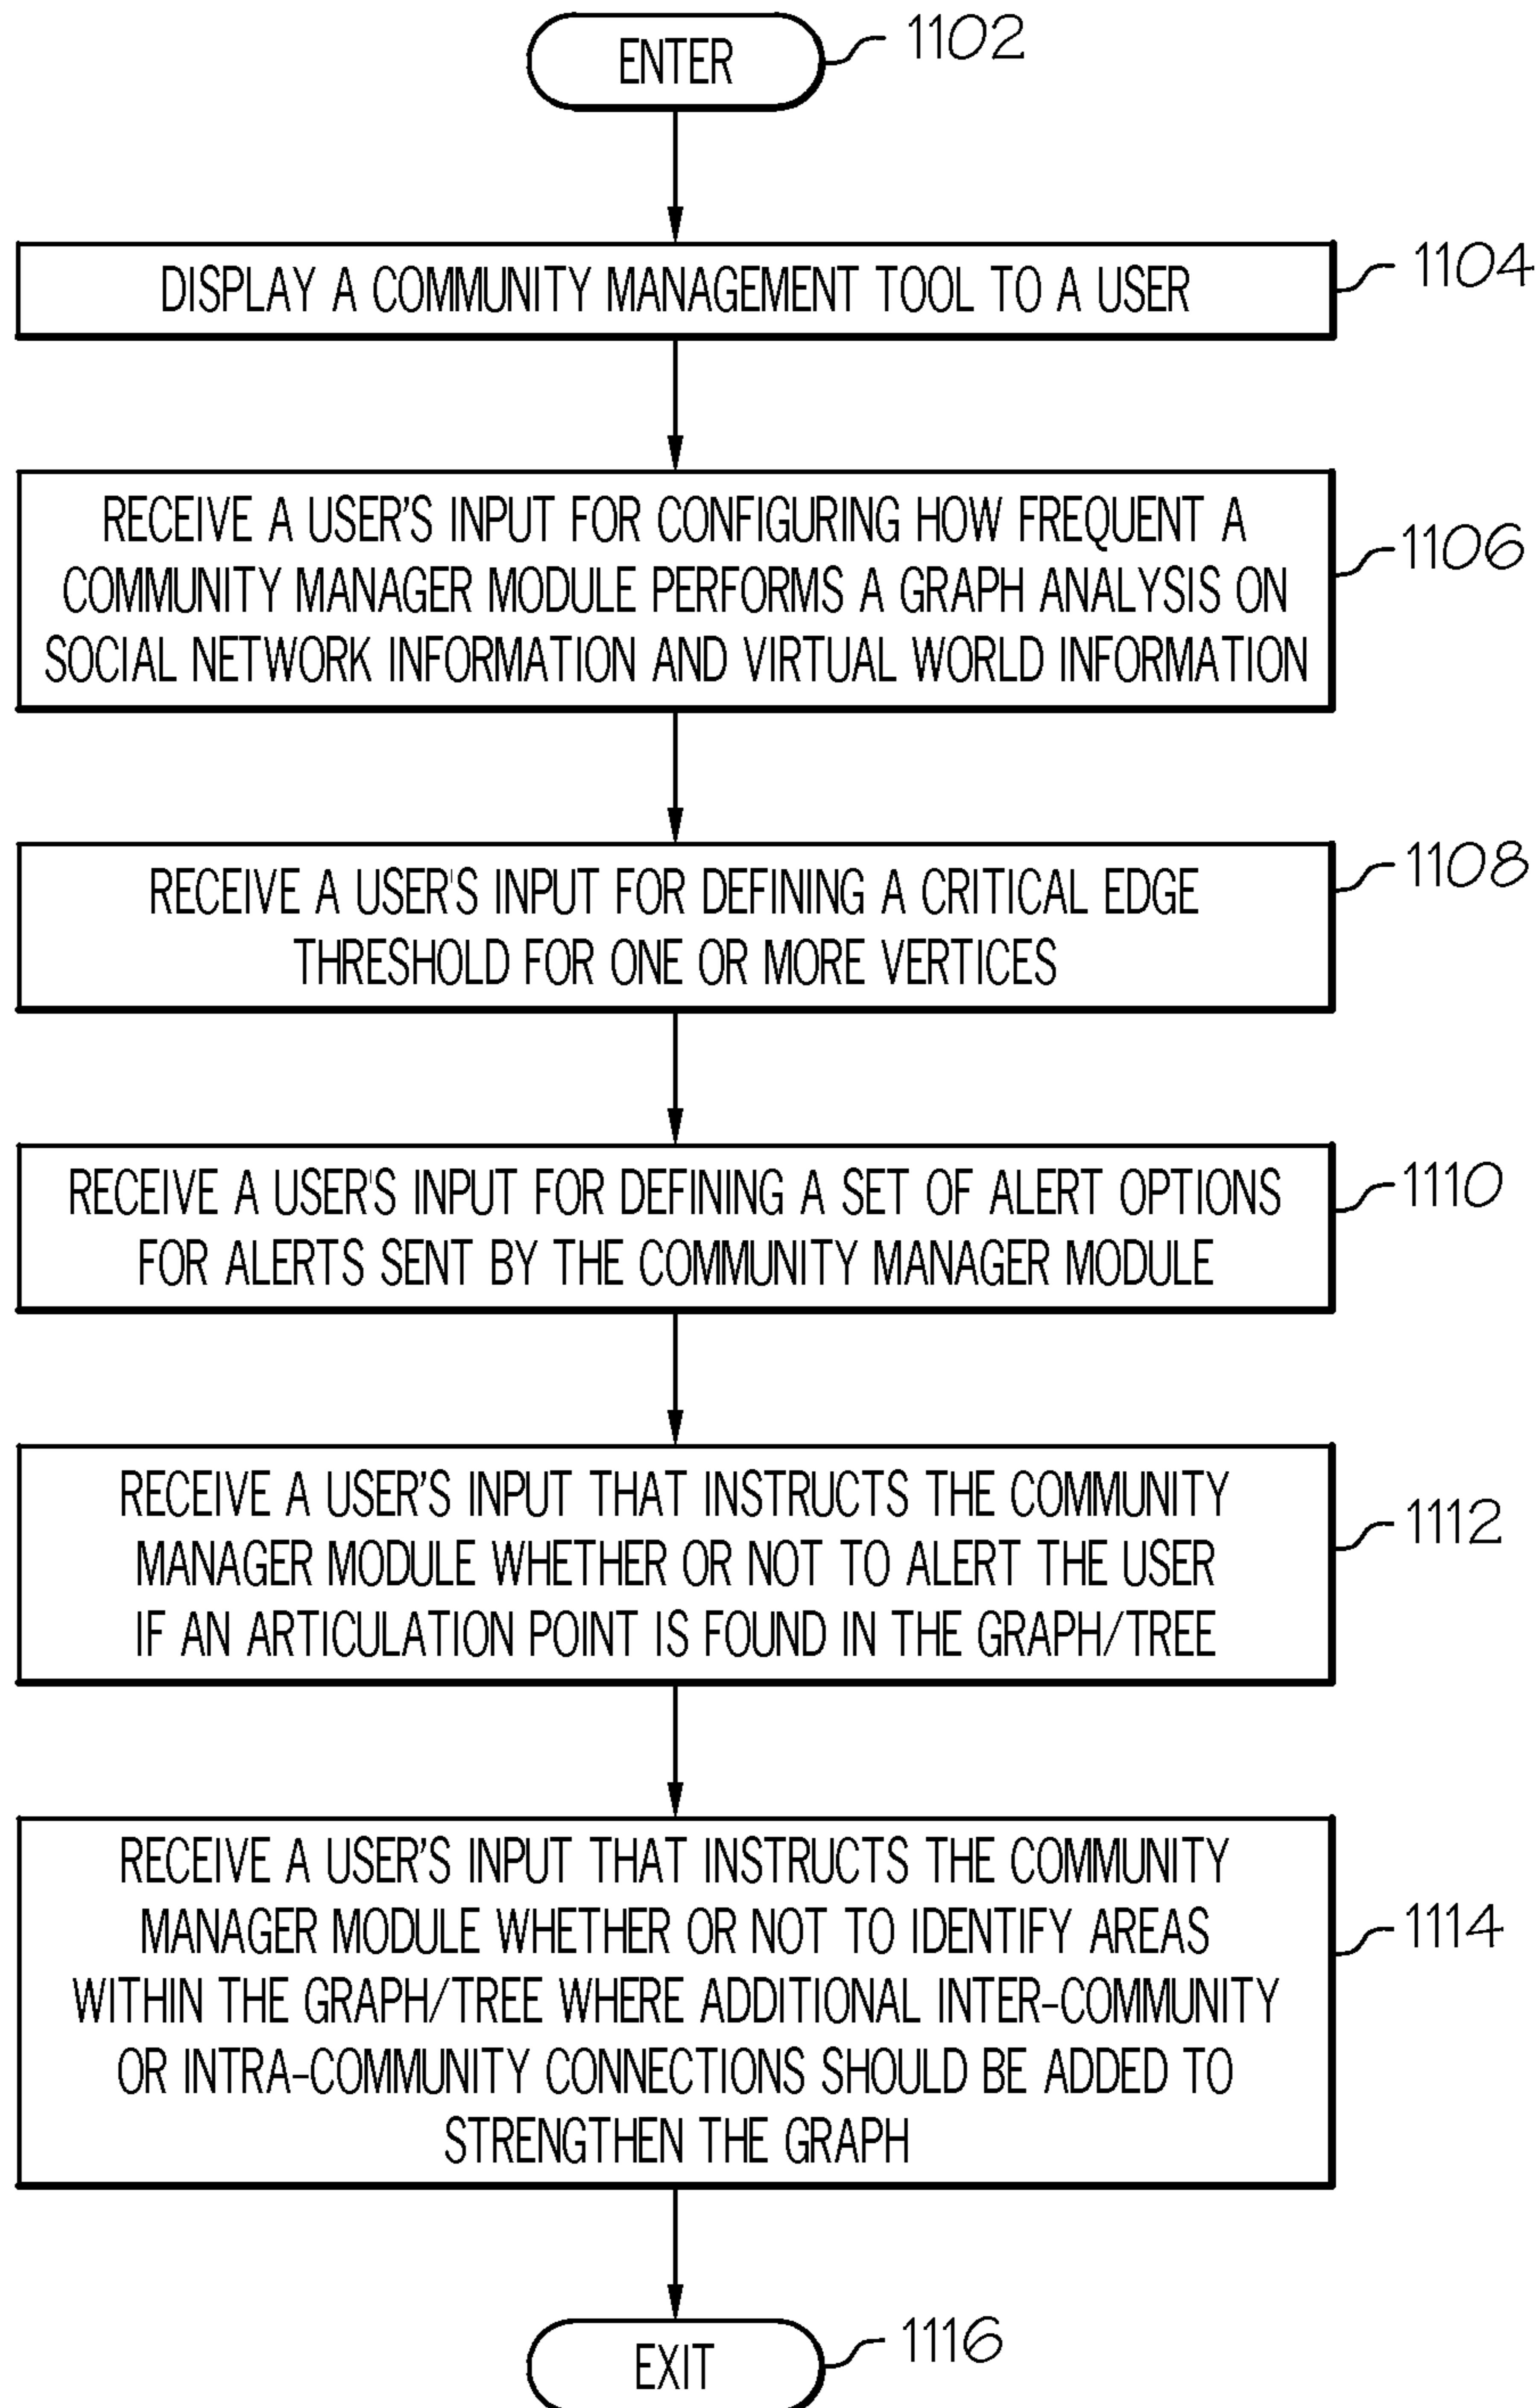 ENTER
1102
DISPLAY A COMMUNITY MANAGEMENT TOOL TO A USER
1104
RECEIVE A USER'S INPUT FOR CONFIGURING HOW FREQUENT A
COMMUNITY MANAGER MODULE PERFORMS A GRAPH ANALYSIS ON
SOCIAL NETWORK INFORMATION AND VIRTUAL WORLD INFORMATION
1106
RECEIVE A USER'S INPUT FOR DEFINING A CRITICAL EDGE
THRESHOLD FOR ONE OR MORE VERTICES
1108
RECEIVE A USER'S INPUT FOR DEFINING A SET OF ALERT OPTIONS
FOR ALERTS SENT BY THE COMMUNITY MANAGER MODULE
1110
RECEIVE A USER'S INPUT THAT INSTRUCTS THE COMMUNITY
MANAGER MODULE WHETHER OR NOT TO ALERT THE USER
IF AN ARTICULATION POINT IS FOUND IN THE GRAPH/TREE
1112
RECEIVE A USER'S INPUT THAT INSTRUCTS THE COMMUNITY
MANAGER MODULE WHETHER OR NOT TO IDENTIFY AREAS
WITHIN THE GRAPH/TREE WHERE ADDITIONAL INTER-COMMUNITY
OR INTRA-COMMUNITY CONNECTIONS SHOULD BE ADDED TO
STRENGTHEN THE GRAPH
1114
EXIT
1116